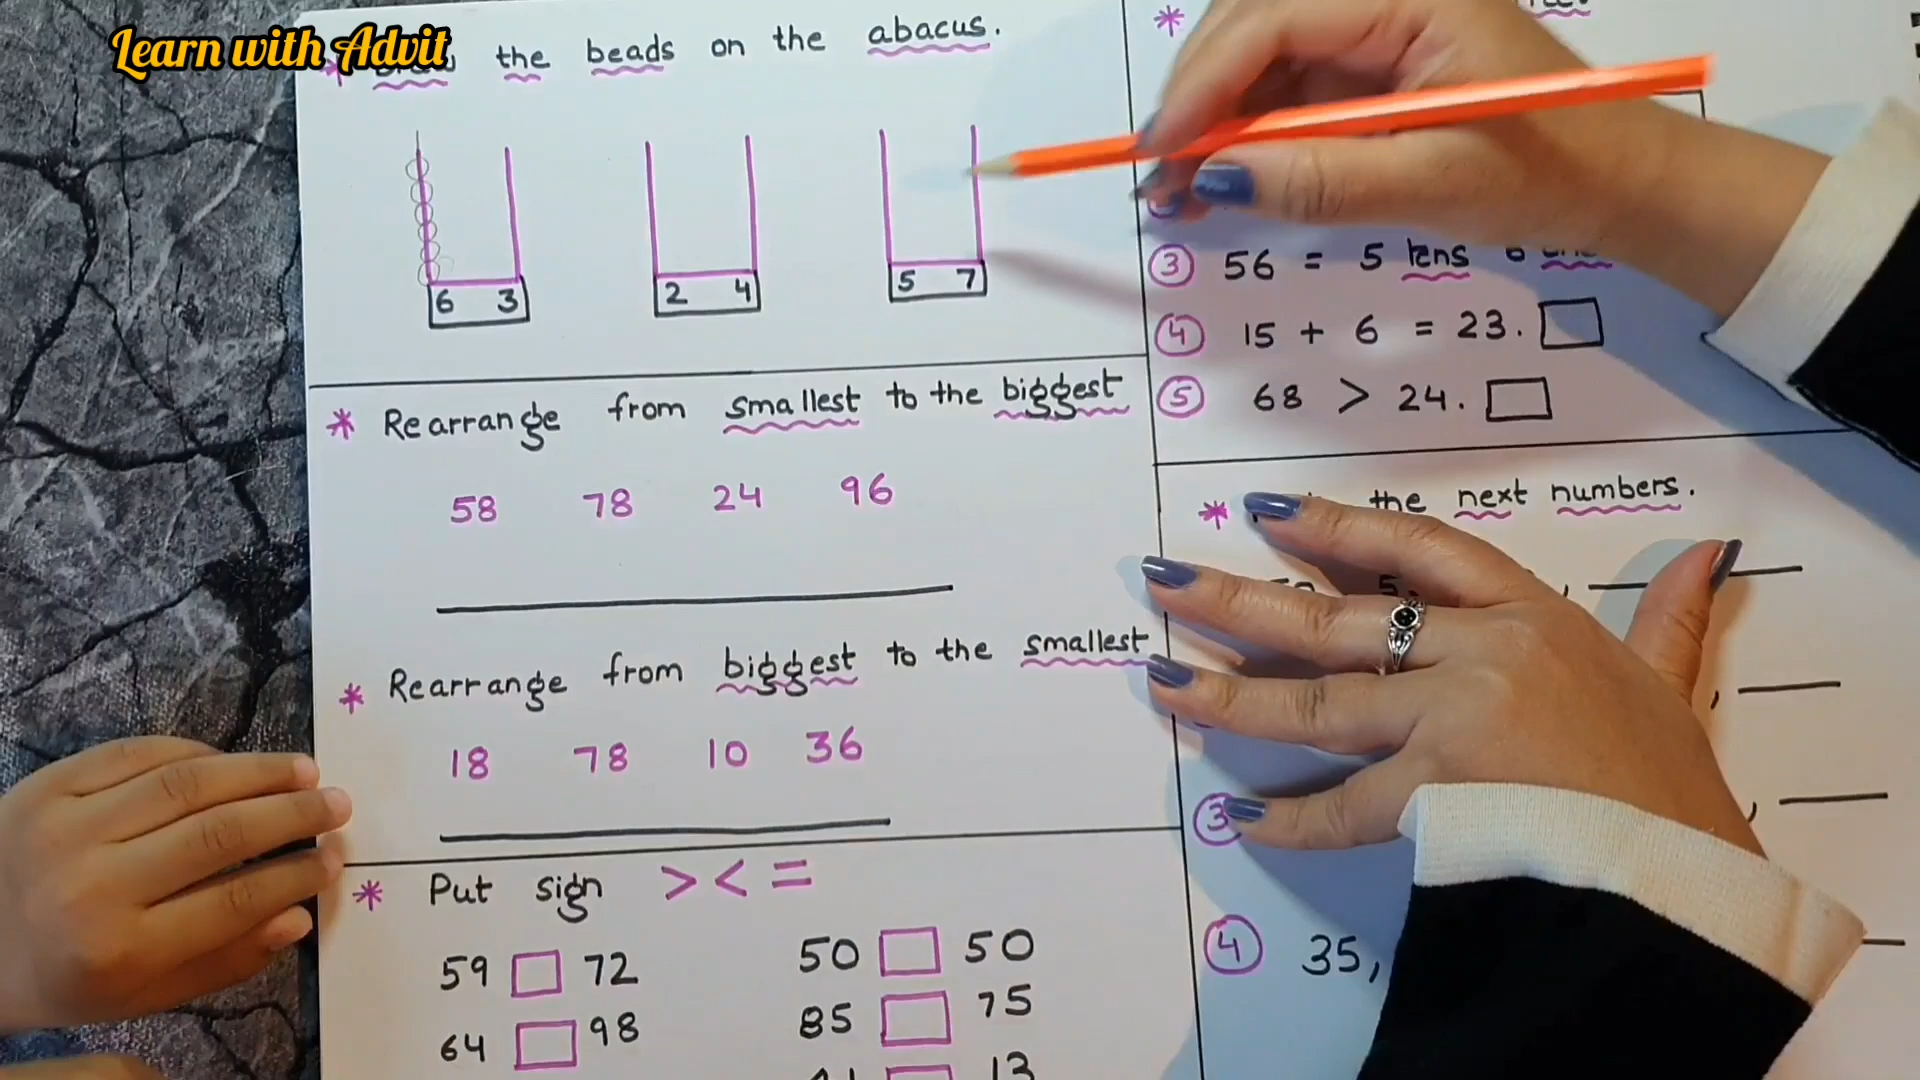 Learn with Advit
the beads on the abacus.
6 3
2 4
5 7
Rearrange from smallest to the biggest
58 78 24 96
Rearrange from biggest to the smallest
18 78 10 36
Put sign > < =
59 72
64 98
50 50
85 75
13
3 56 = 5 tens
4 15 + 6 = 23.
5 68 > 24.
the next numbers.
3
4 35,